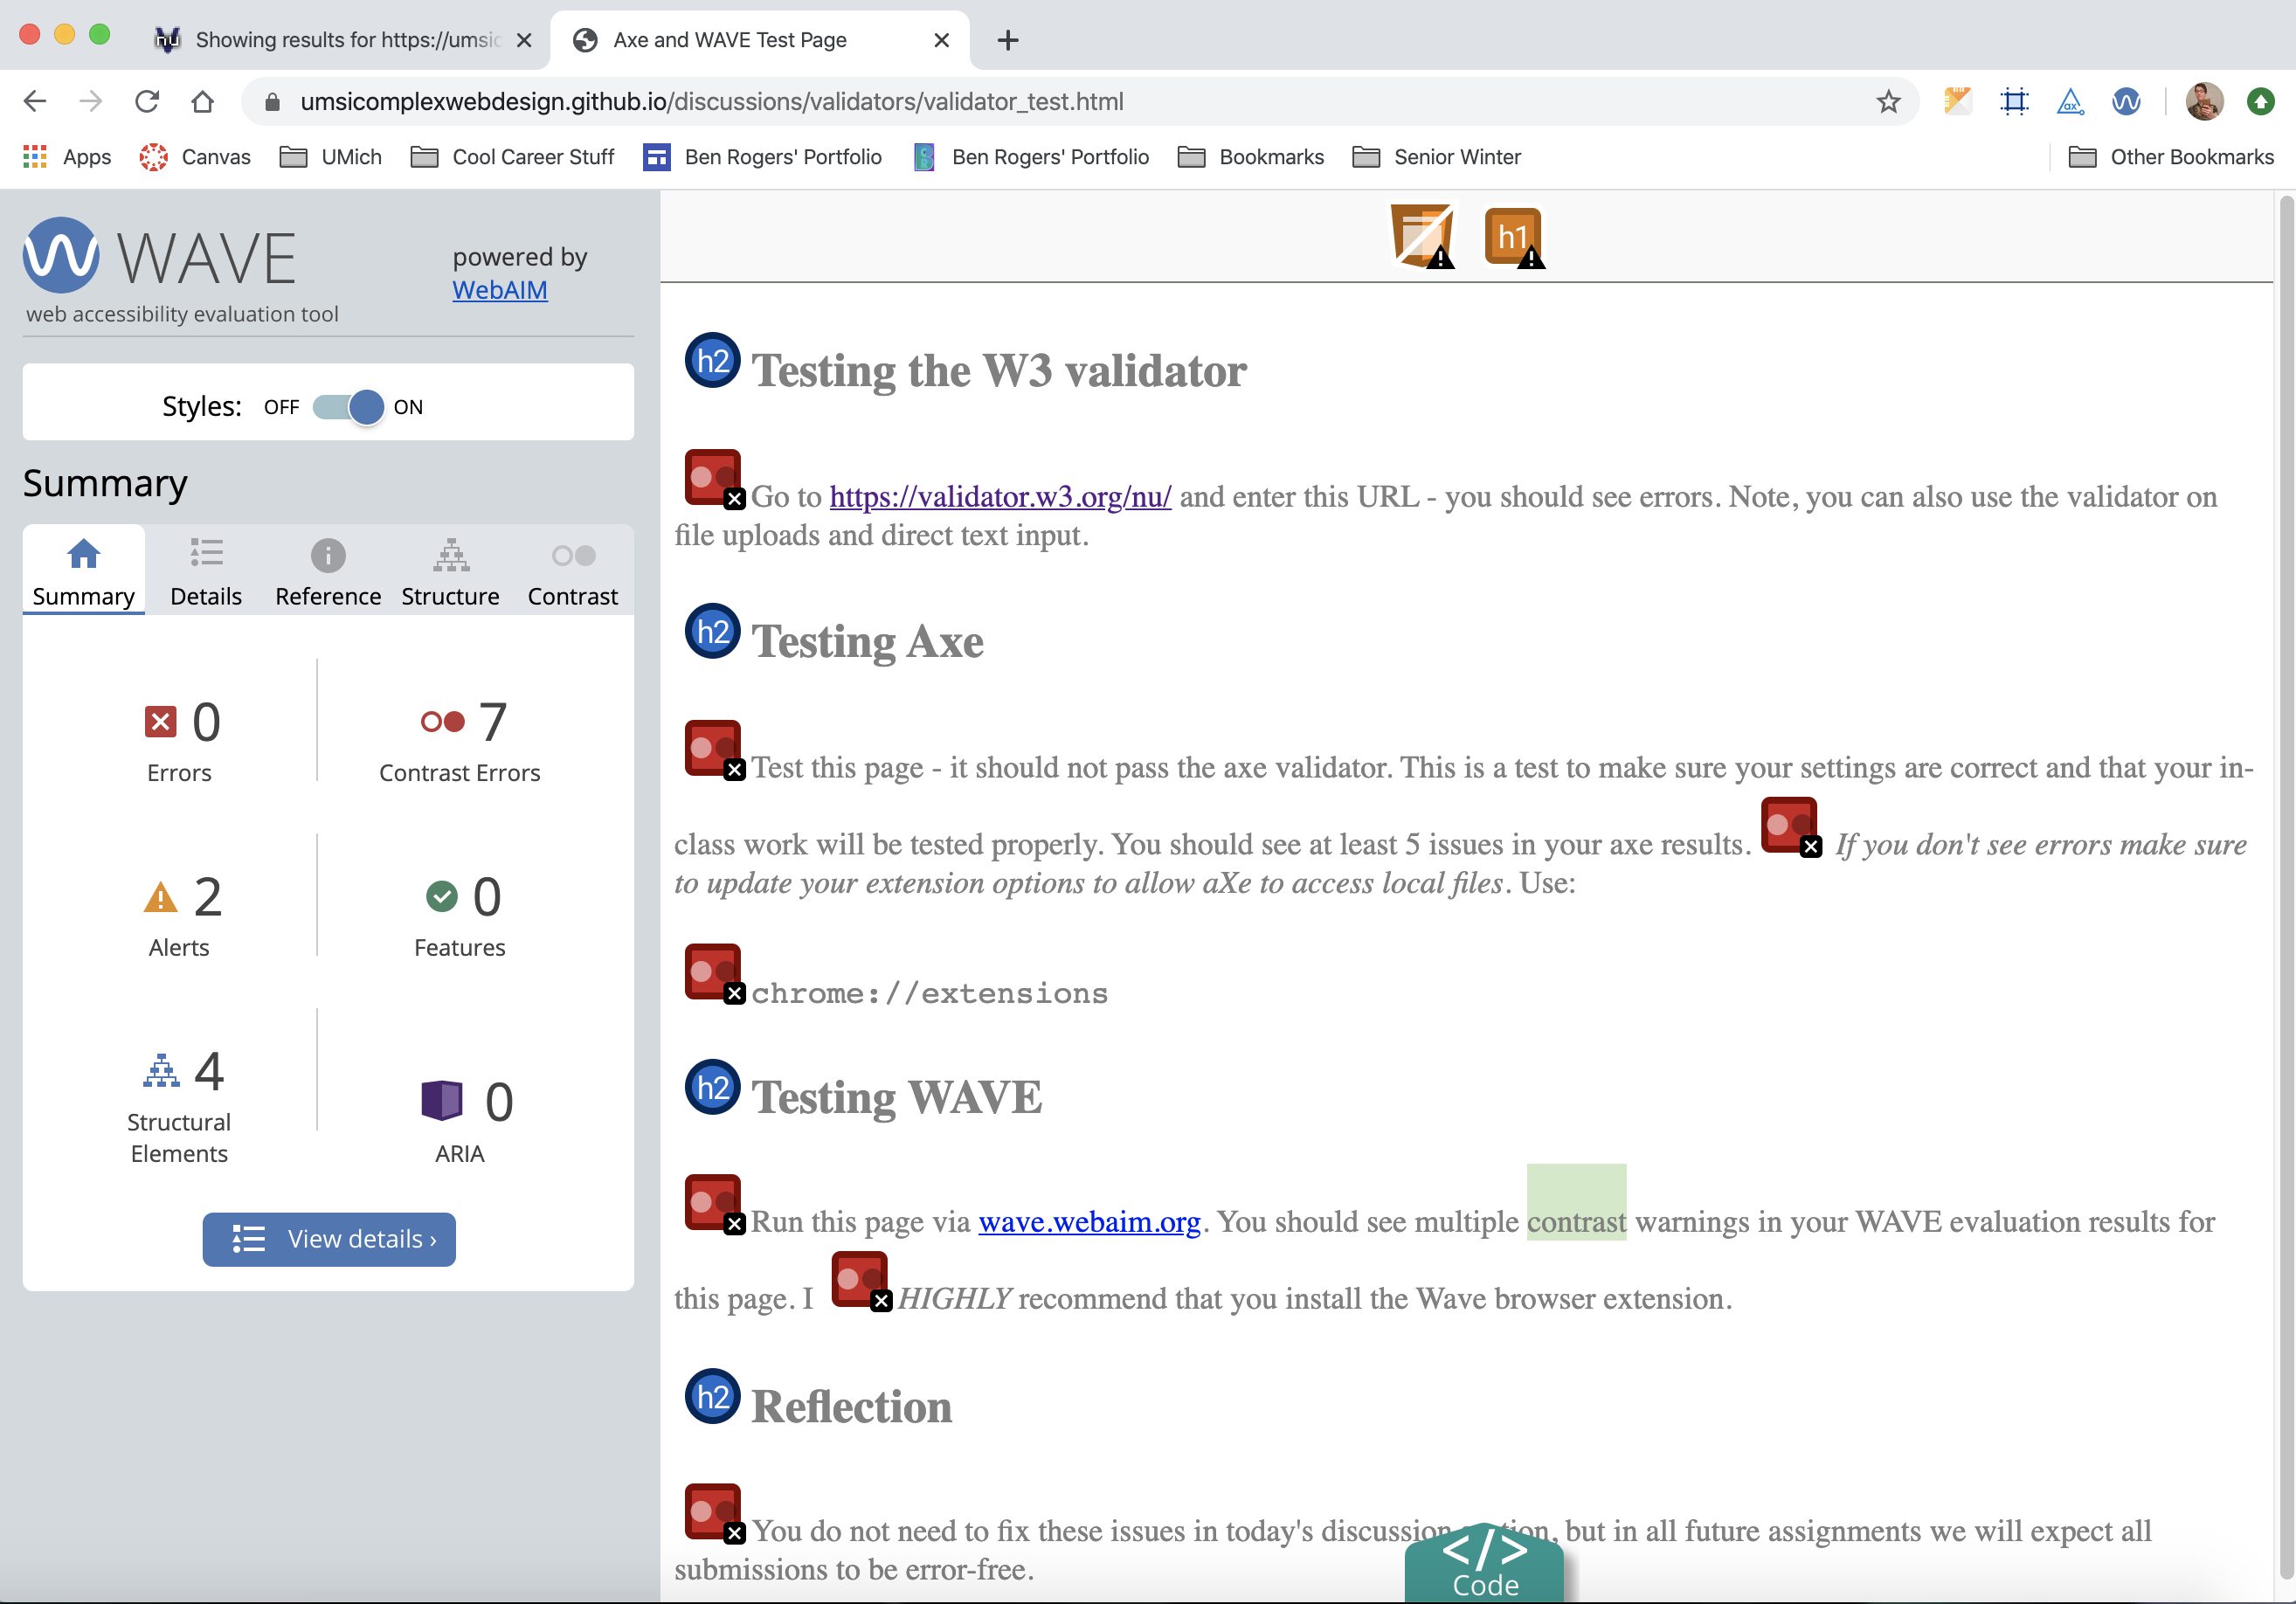 Showing results for https://umsic
Axe and WAVE Test Page
umsicomplexwebdesign.github.io/discussions/validators/validator_test.html
Apps
Canvas
UMich
Cool Career Stuff
Ben Rogers' Portfolio
Ben Rogers' Portfolio
Bookmarks
Senior Winter
Other Bookmarks
WAVE
web accessibility evaluation tool
powered by
WebAIM
Styles: OFF ON
Summary
Summary
Details
Reference
Structure
Contrast
0
Errors
7
Contrast Errors
2
Alerts
0
Features
4
Structural
Elements
0
ARIA
View details ›
h1
h2 Testing the W3 validator
Go to https://validator.w3.org/nu/ and enter this URL - you should see errors. Note, you can also use the validator on
file uploads and direct text input.
h2 Testing Axe
Test this page - it should not pass the axe validator. This is a test to make sure your settings are correct and that your in-
class work will be tested properly. You should see at least 5 issues in your axe results. If you don't see errors make sure
to update your extension options to allow aXe to access local files. Use:
chrome://extensions
h2 Testing WAVE
Run this page via wave.webaim.org. You should see multiple contrast warnings in your WAVE evaluation results for
this page. I HIGHLY recommend that you install the Wave browser extension.
h2 Reflection
You do not need to fix these issues in today's discussion , but in all future assignments we will expect all
submissions to be error-free.
</> 
Code